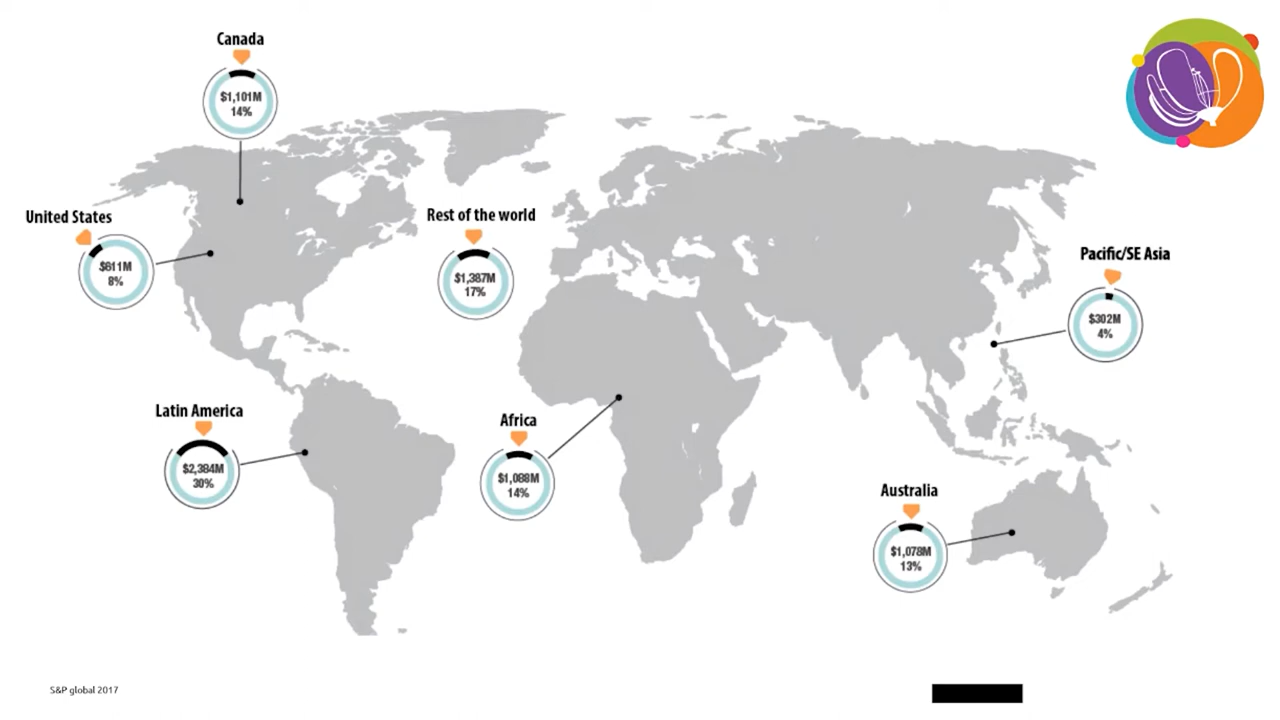 Canada
$1,101M
14%
United States
$611M
8%
Rest of the world
$1,387M
17%
Pacific/SE Asia
$302M
4%
Latin America
$2,384M
30%
Africa
$1,088M
14%
Australia
$1,078M
13%
S&P global 2017